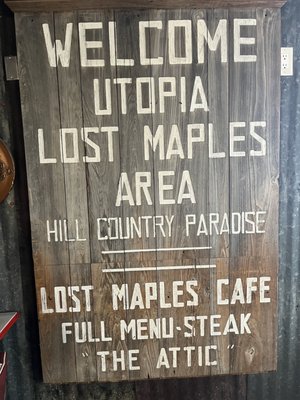 WELCOME
UTOPIA
LOST MAPLES
AREA
HILL COUNTRY PARADISE
LOST MAPLES CAFE
FULL MENU-STEAK
"THE ATTIC"